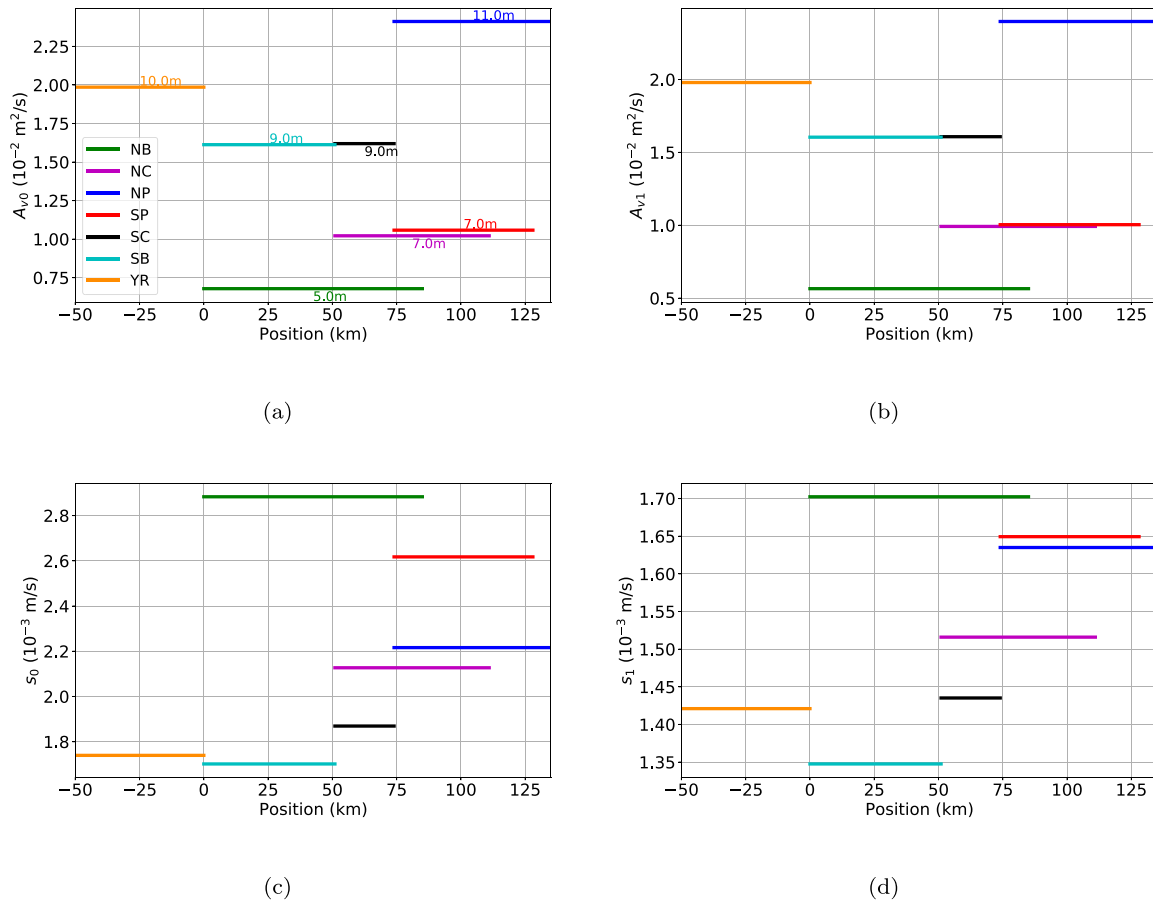 11.0m
10.0m
9.0m
9.0m
7.0m
7.0m
5.0m
NB
NC
NP
SP
SC
SB
YR
2.25
2.00
1.75
1.50
1.25
1.00
0.75
A_{v0} (10^{-2} m^2/s)
−50 −25 0 25 50 75 100 125
Position (km)
(a)
2.0
1.5
1.0
0.5
A_{v1} (10^{-2} m^2/s)
−50 −25 0 25 50 75 100 125
Position (km)
(b)
2.8
2.6
2.4
2.2
2.0
1.8
s_0 (10^{-3} m/s)
−50 −25 0 25 50 75 100 125
Position (km)
(c)
1.70
1.65
1.60
1.55
1.50
1.45
1.40
1.35
s_1 (10^{-3} m/s)
−50 −25 0 25 50 75 100 125
Position (km)
(d)